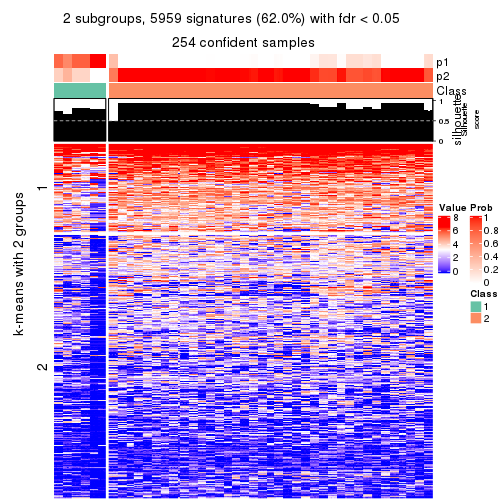 2 subgroups, 5959 signatures (62.0%) with fdr < 0.05
254 confident samples
p1
p2
Class
1
0.5
0
silhouette
Silhouette
score
k-means with 2 groups
1
2
Value
8
6
4
2
0
Prob
1
0.8
0.6
0.4
0.2
0
Class
1
2